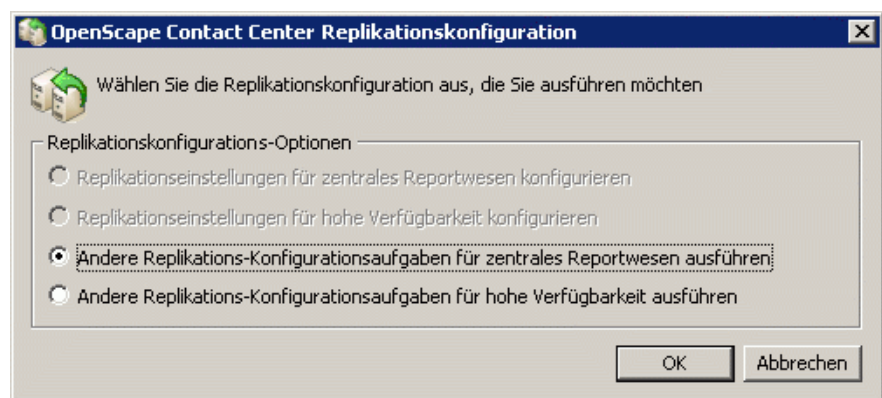 OpenScape Contact Center Replikationskonfiguration
Wählen Sie die Replikationskonfiguration aus, die Sie ausführen möchten
Replikationskonfigurations-Optionen
Replikationseinstellungen für zentrales Reportwesen konfigurieren
Replikationseinstellungen für hohe Verfügbarkeit konfigurieren
Andere Replikations-Konfigurationsaufgaben für zentrales Reportwesen ausführen
Andere Replikations-Konfigurationsaufgaben für hohe Verfügbarkeit ausführen
OK Abbrechen